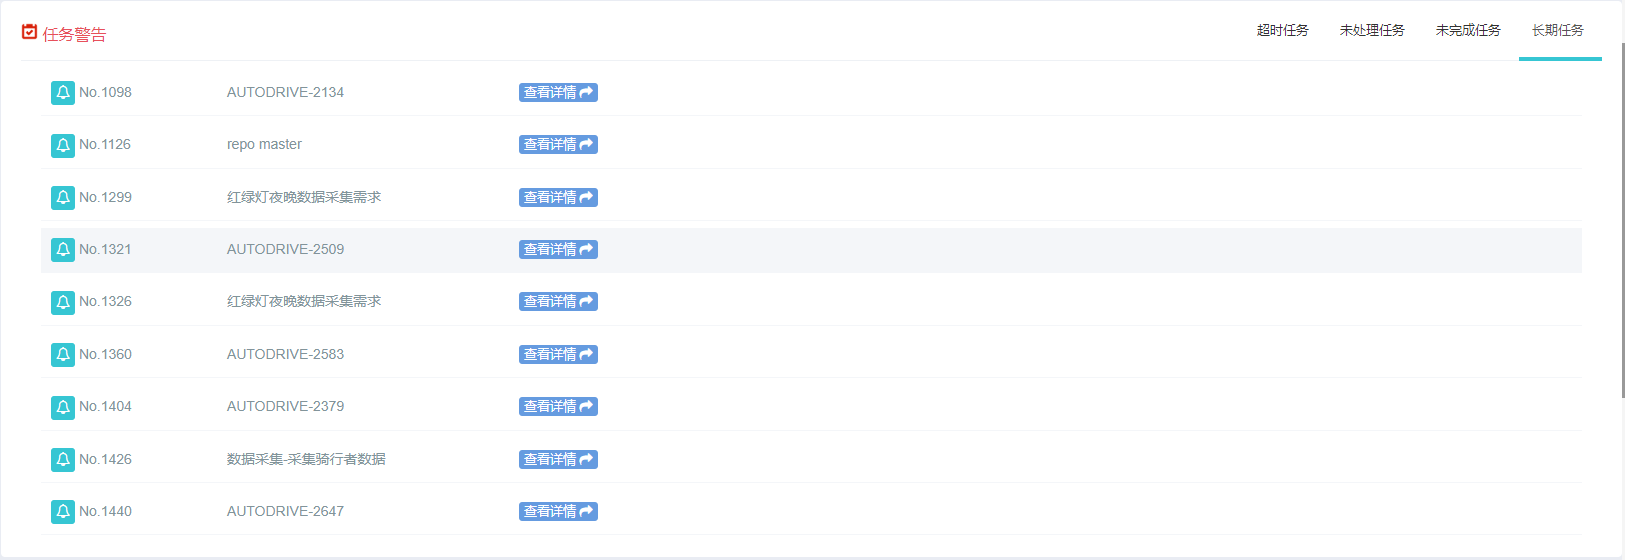 任务警告 超时任务 未处理任务 未完成任务 长期任务
No.1098 AUTODRIVE-2134 查看详情
No.1126 repo master 查看详情
No.1299 红绿灯夜晚数据采集需求 查看详情
No.1321 AUTODRIVE-2509 查看详情
No.1326 红绿灯夜晚数据采集需求 查看详情
No.1360 AUTODRIVE-2583 查看详情
No.1404 AUTODRIVE-2379 查看详情
No.1426 数据采集-采集骑行者数据 查看详情
No.1440 AUTODRIVE-2647 查看详情